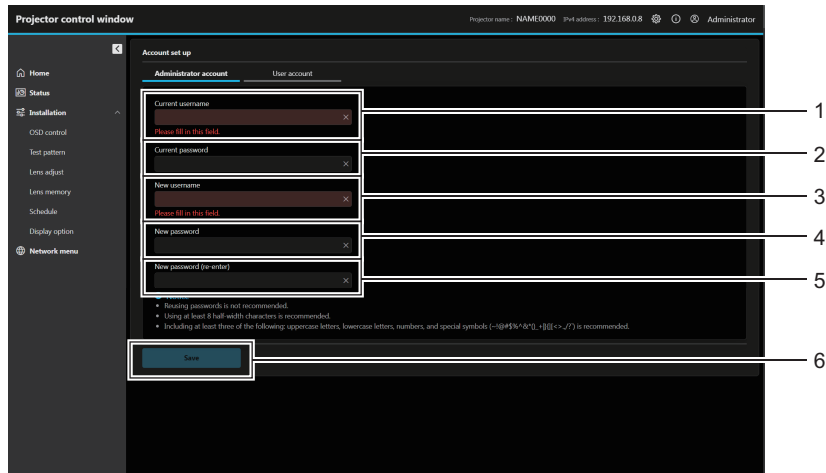 Projector control window
Projector name : NAME0000 IPv4 address : 192.168.0.8 Administrator
Account set up
Administrator account User account
Home
Status
Installation
OSD control
Test pattern
Lens adjust
Lens memory
Schedule
Display option
Network menu
Current username
Please fill in this field.
Current password
New username
Please fill in this field.
New password
New password (re-enter)
• Reusing passwords is not recommended.
• Using at least 8 half-width characters is recommended.
• Including at least three of the following: uppercase letters, lowercase letters, numbers, and special symbols is recommended.
Save
1
2
3
4
5
6